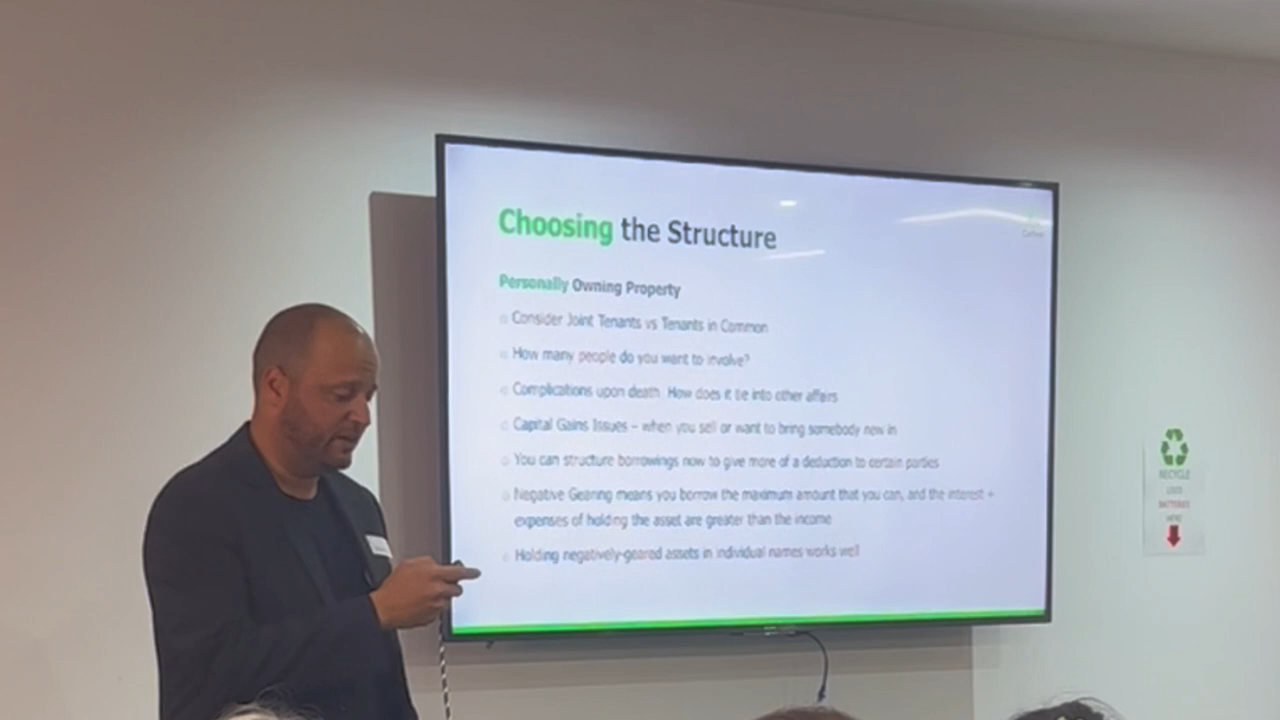 Choosing the Structure
Personally Owning Property
Consider Joint Tenants vs Tenants in Common
How many people do you want to involve?
Complications upon death. How does it tie into other affairs
Capital Gains Issues – when you sell or want to bring somebody new in
You can structure borrowings now to give more of a deduction to certain parties
Negative Gearing means you borrow the maximum amount that you can, and the interest +
expenses of holding the asset are greater than the income
Holding negatively-geared assets in individual names works well
RECYCLE
USED
BATTERIES
HERE